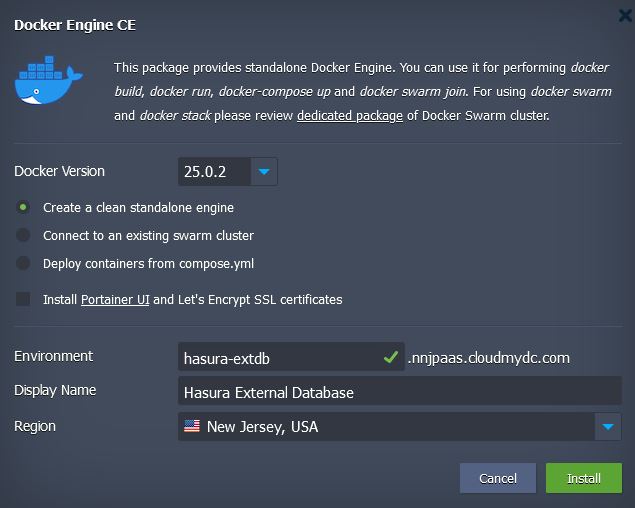 Docker Engine CE
This package provides standalone Docker Engine. You can use it for performing docker
build, docker run, docker-compose up and docker swarm join. For using docker swarm
and docker stack please review dedicated package of Docker Swarm cluster.
Docker Version 25.0.2
Create a clean standalone engine
Connect to an existing swarm cluster
Deploy containers from compose.yml
Install Portainer UI and Let's Encrypt SSL certificates
Environment hasura-extdb .nnjpaas.cloudmydc.com
Display Name Hasura External Database
Region New Jersey, USA
Cancel Install